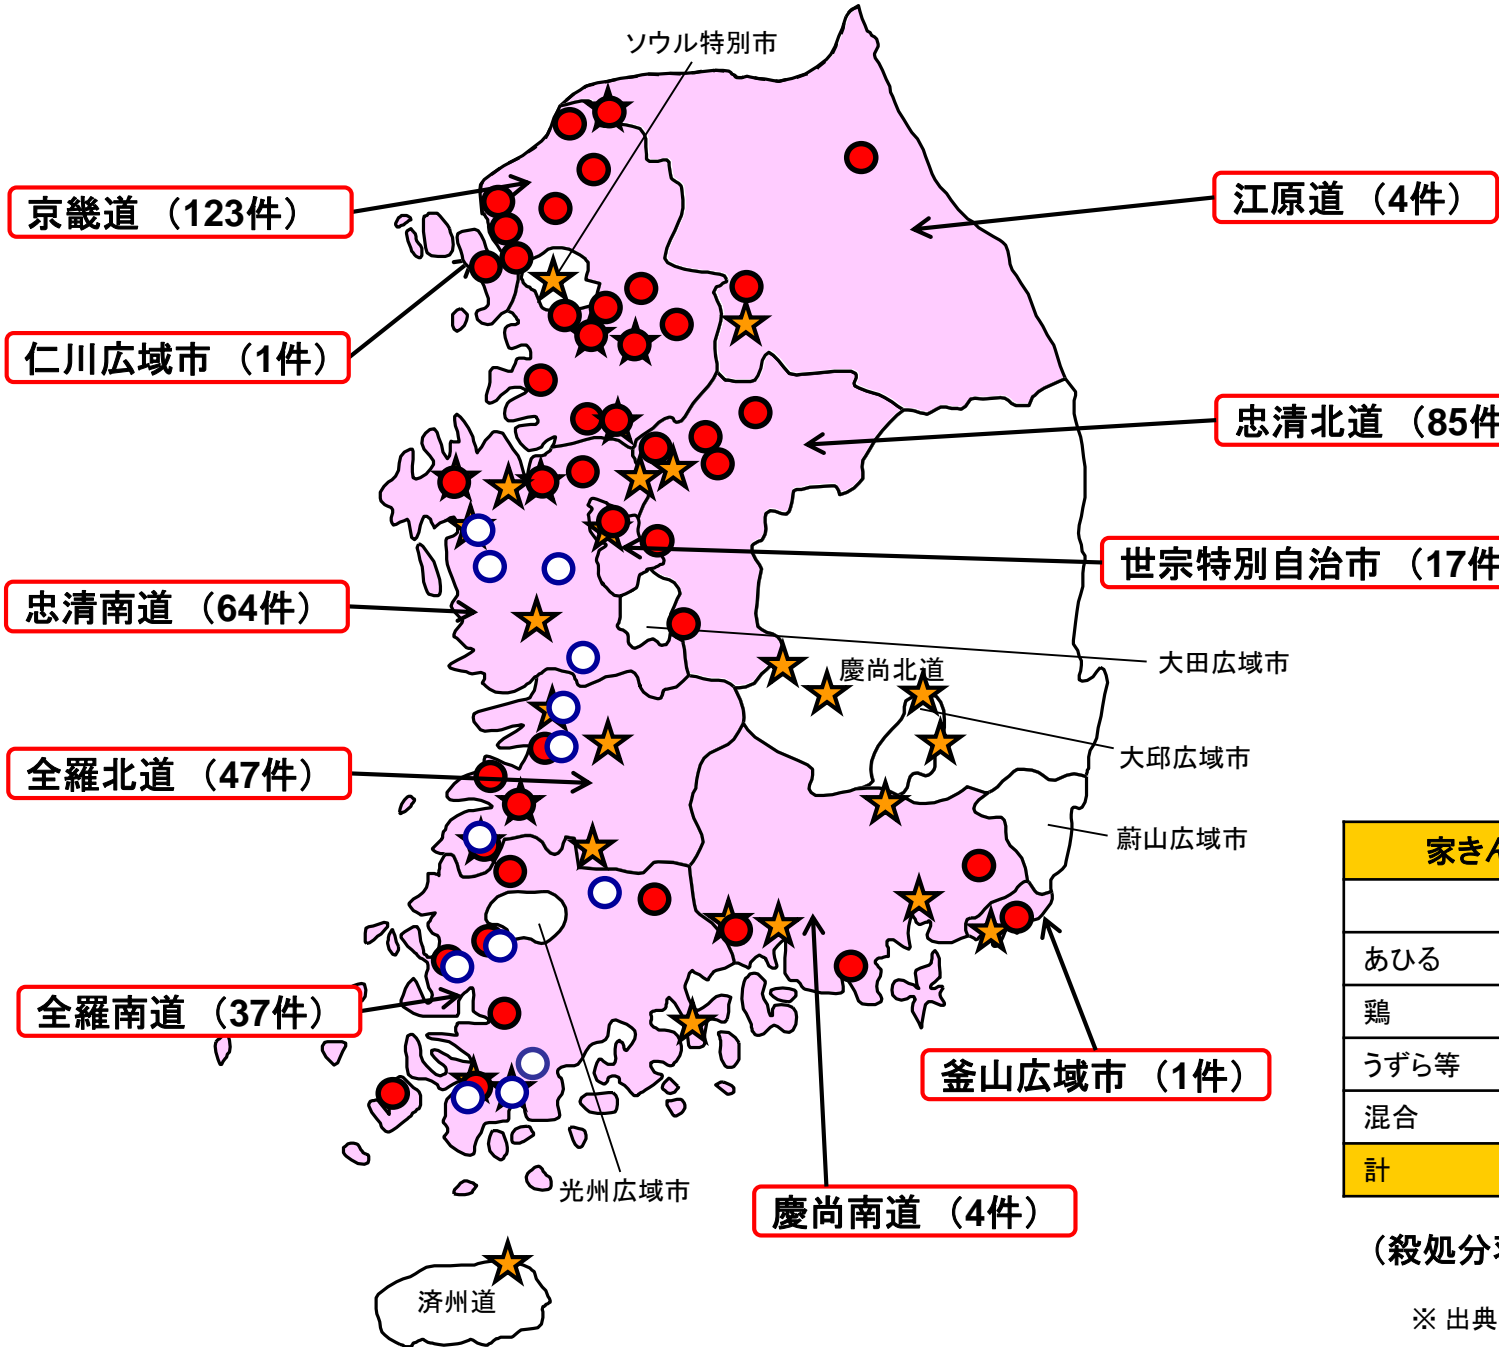 ソウル特別市
京畿道 （123件）
江原道 （4件）
仁川広域市 （1件）
忠清北道 （85件
世宗特別自治市 （17件
忠清南道 （64件）
大田広域市
慶尚北道
大邱広域市
全羅北道 （47件）
蔚山広域市
家きん
あひる
鶏
うずら等
混合
計
全羅南道 （37件）
釜山広域市 （1件）
光州広域市
慶尚南道 （4件）
（殺処分
済州道
※ 出典